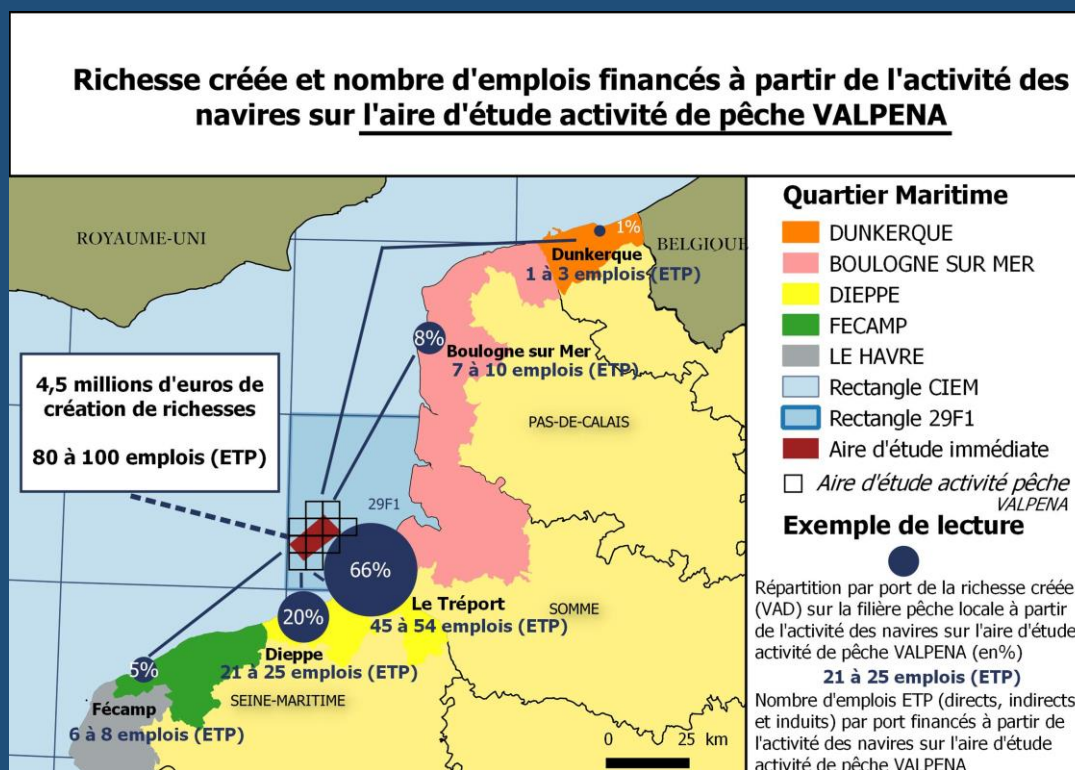 Richesse créée et nombre d'emplois financés à partir de l'activité des
navires sur l'aire d'étude activité de pêche VALPENA
ROYAUME-UNI
BELGIQUE
1%
Dunkerque
1 à 3 emplois (ETP)
8%
Boulogne sur Mer
7 à 10 emplois (ETP)
4,5 millions d'euros de
création de richesses
80 à 100 emplois (ETP)
PAS-DE-CALAIS
29F1
66%
Le Tréport
45 à 54 emplois (ETP)
SOMME
20%
Dieppe
21 à 25 emplois (ETP)
5%
Fécamp
6 à 8 emplois (ETP)
SEINE-MARITIME
0 25 km
Quartier Maritime
DUNKERQUE
BOULOGNE SUR MER
DIEPPE
FECAMP
LE HAVRE
Rectangle CIEM
Rectangle 29F1
Aire d'étude immédiate
Aire d'étude activité pêche
VALPENA
Exemple de lecture
Répartition par port de la richesse créée
(VAD) sur la filière pêche locale à partir
de l'activité des navires sur l'aire d'étude
activité de pêche VALPENA (en%)
21 à 25 emplois (ETP)
Nombre d'emplois ETP (directs, indirects
et induits) par port financés à partir de
l'activité des navires sur l'aire d'étude
activité de pêche VALPENA